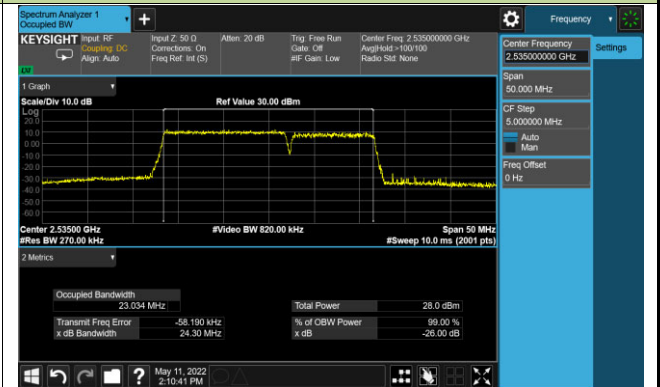 Spectrum Analyzer 1
Occupied BW
Frequency
KEYSIGHT
Input: RF
Coupling: DC
Align: Auto
Input Z: 50 Ω
Corrections: On
Freq Ref: Int (S)
Atten: 20 dB
Trig: Free Run
Gate: Off
#IF Gain: Low
Center Freq: 2.535000000 GHz
Avg|Hold:>100/100
Radio Std: None
Center Frequency
2.535000000 GHz
Settings
Span
50.000 MHz
CF Step
5.000000 MHz
Auto
Man
Freq Offset
0 Hz
1 Graph
Scale/Div 10.0 dB
Ref Value 30.00 dBm
Log
20.0
10.0
0.00
-10.0
-20.0
-30.0
-40.0
-50.0
-60.0
Center 2.53500 GHz
#Video BW 820.00 kHz
Span 50 MHz
#Res BW 270.00 kHz
#Sweep 10.0 ms (2001 pts)
2 Metrics
Occupied Bandwidth
23.034 MHz
Total Power 28.0 dBm
Transmit Freq Error -58.190 kHz
% of OBW Power 99.00 %
x dB Bandwidth 24.30 MHz
x dB -26.00 dB
?
May 11, 2022
2:10:41 PM